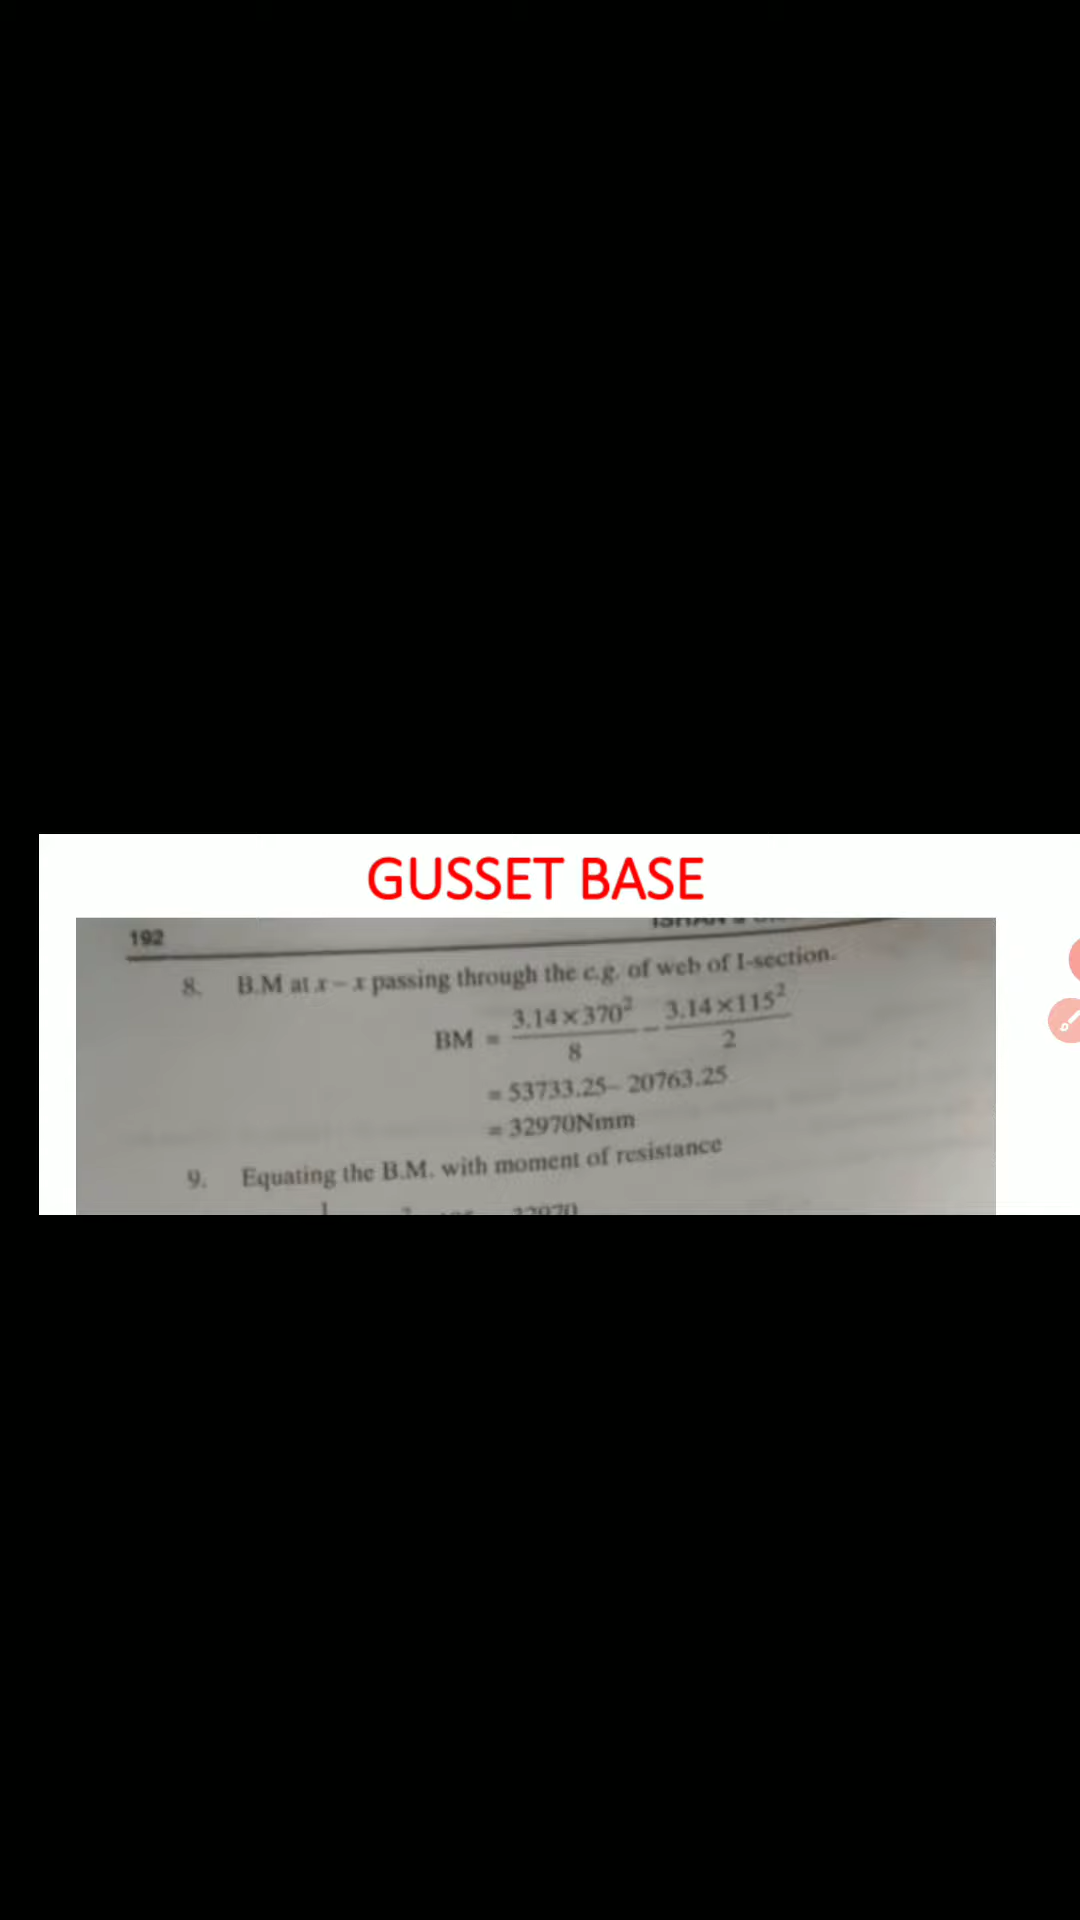 GUSSET BASE
192
8. B.M at x – x passing through the c.g. of web of I-section.
BM = 3.14×370² / 8 – 3.14×115² / 2
= 53733.25– 20763.25
= 32970Nmm
9. Equating the B.M. with moment of resistance
32970